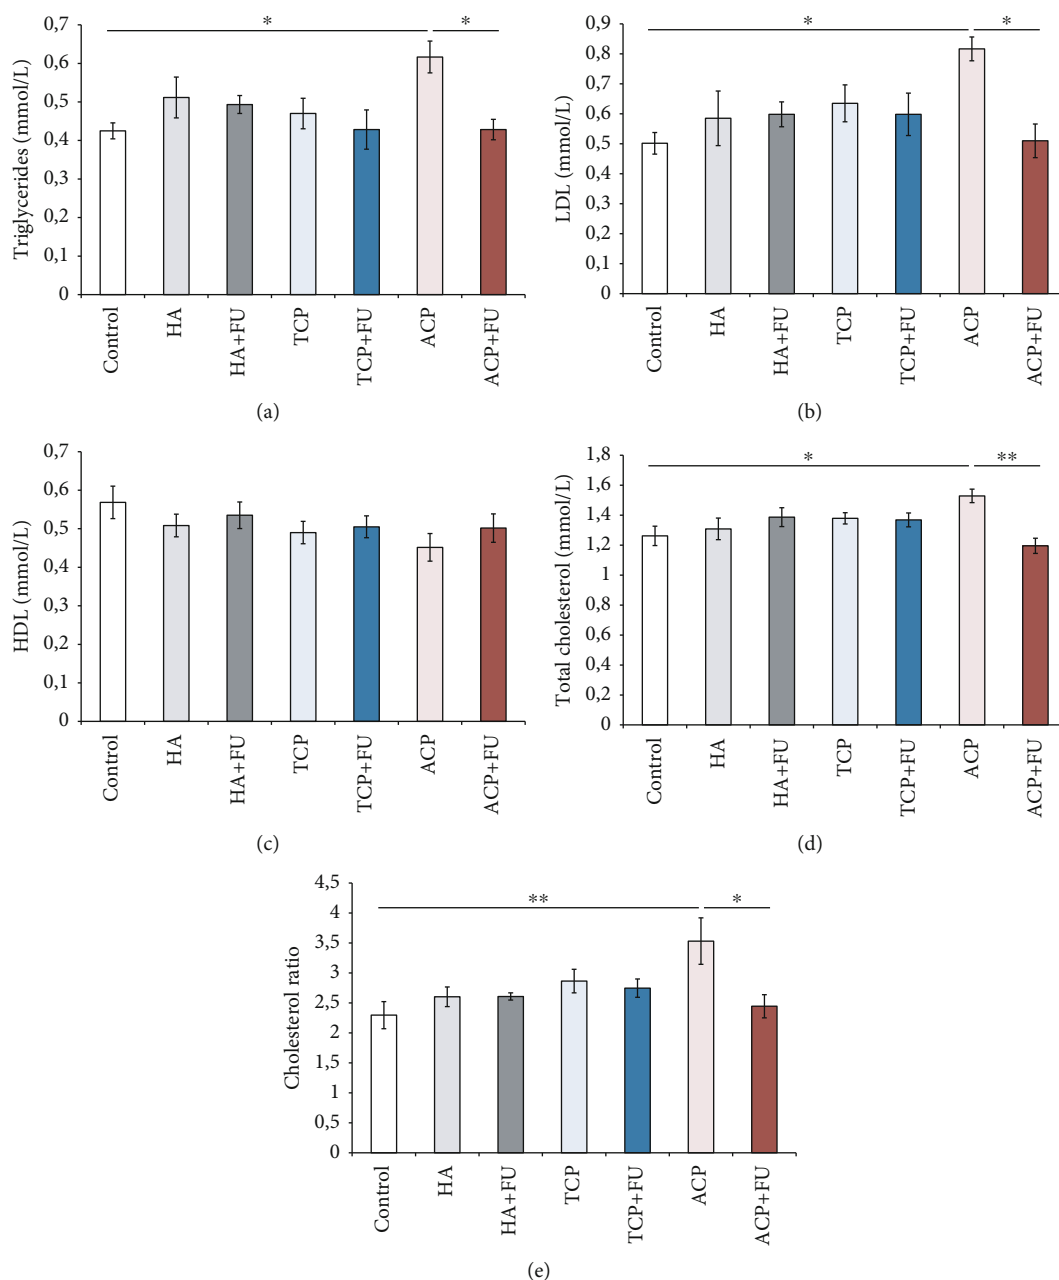 Triglycerides (mmol/L)
0,7
0,6
0,5
0,4
0,3
0,2
0,1
0
*
*
Control
HA
HA+FU
TCP
TCP+FU
ACP
ACP+FU
(a)
LDL (mmol/L)
0,9
0,8
0,7
0,6
0,5
0,4
0,3
0,2
0,1
0
*
*
Control
HA
HA+FU
TCP
TCP+FU
ACP
ACP+FU
(b)
HDL (mmol/L)
0,7
0,6
0,5
0,4
0,3
0,2
0,1
0
Control
HA
HA+FU
TCP
TCP+FU
ACP
ACP+FU
(c)
Total cholesterol (mmol/L)
1,8
1,6
1,4
1,2
1
0,8
0,6
0,4
0,2
0
*
**
Control
HA
HA+FU
TCP
TCP+FU
ACP
ACP+FU
(d)
Cholesterol ratio
4,5
4
3,5
3
2,5
2
1,5
1
0,5
0
**
*
Control
HA
HA+FU
TCP
TCP+FU
ACP
ACP+FU
(e)